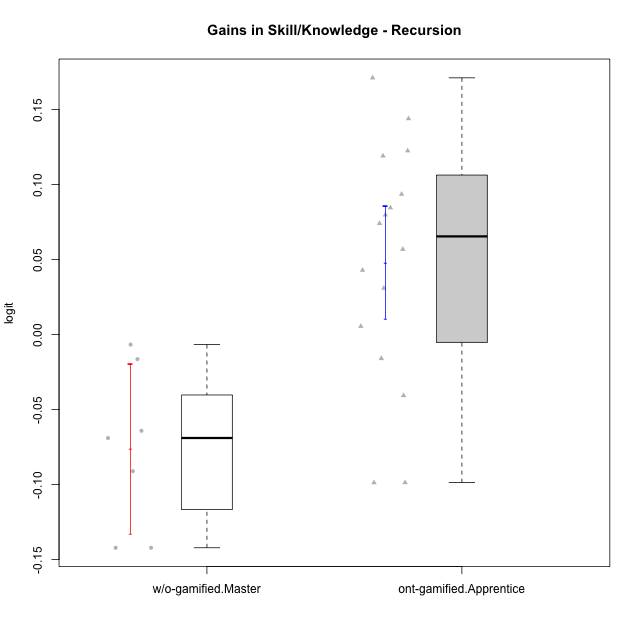 Gains in Skill/Knowledge - Recursion
logit
0.15
0.10
0.05
0.00
-0.05
-0.10
-0.15
w/o-gamified.Master
ont-gamified.Apprentice